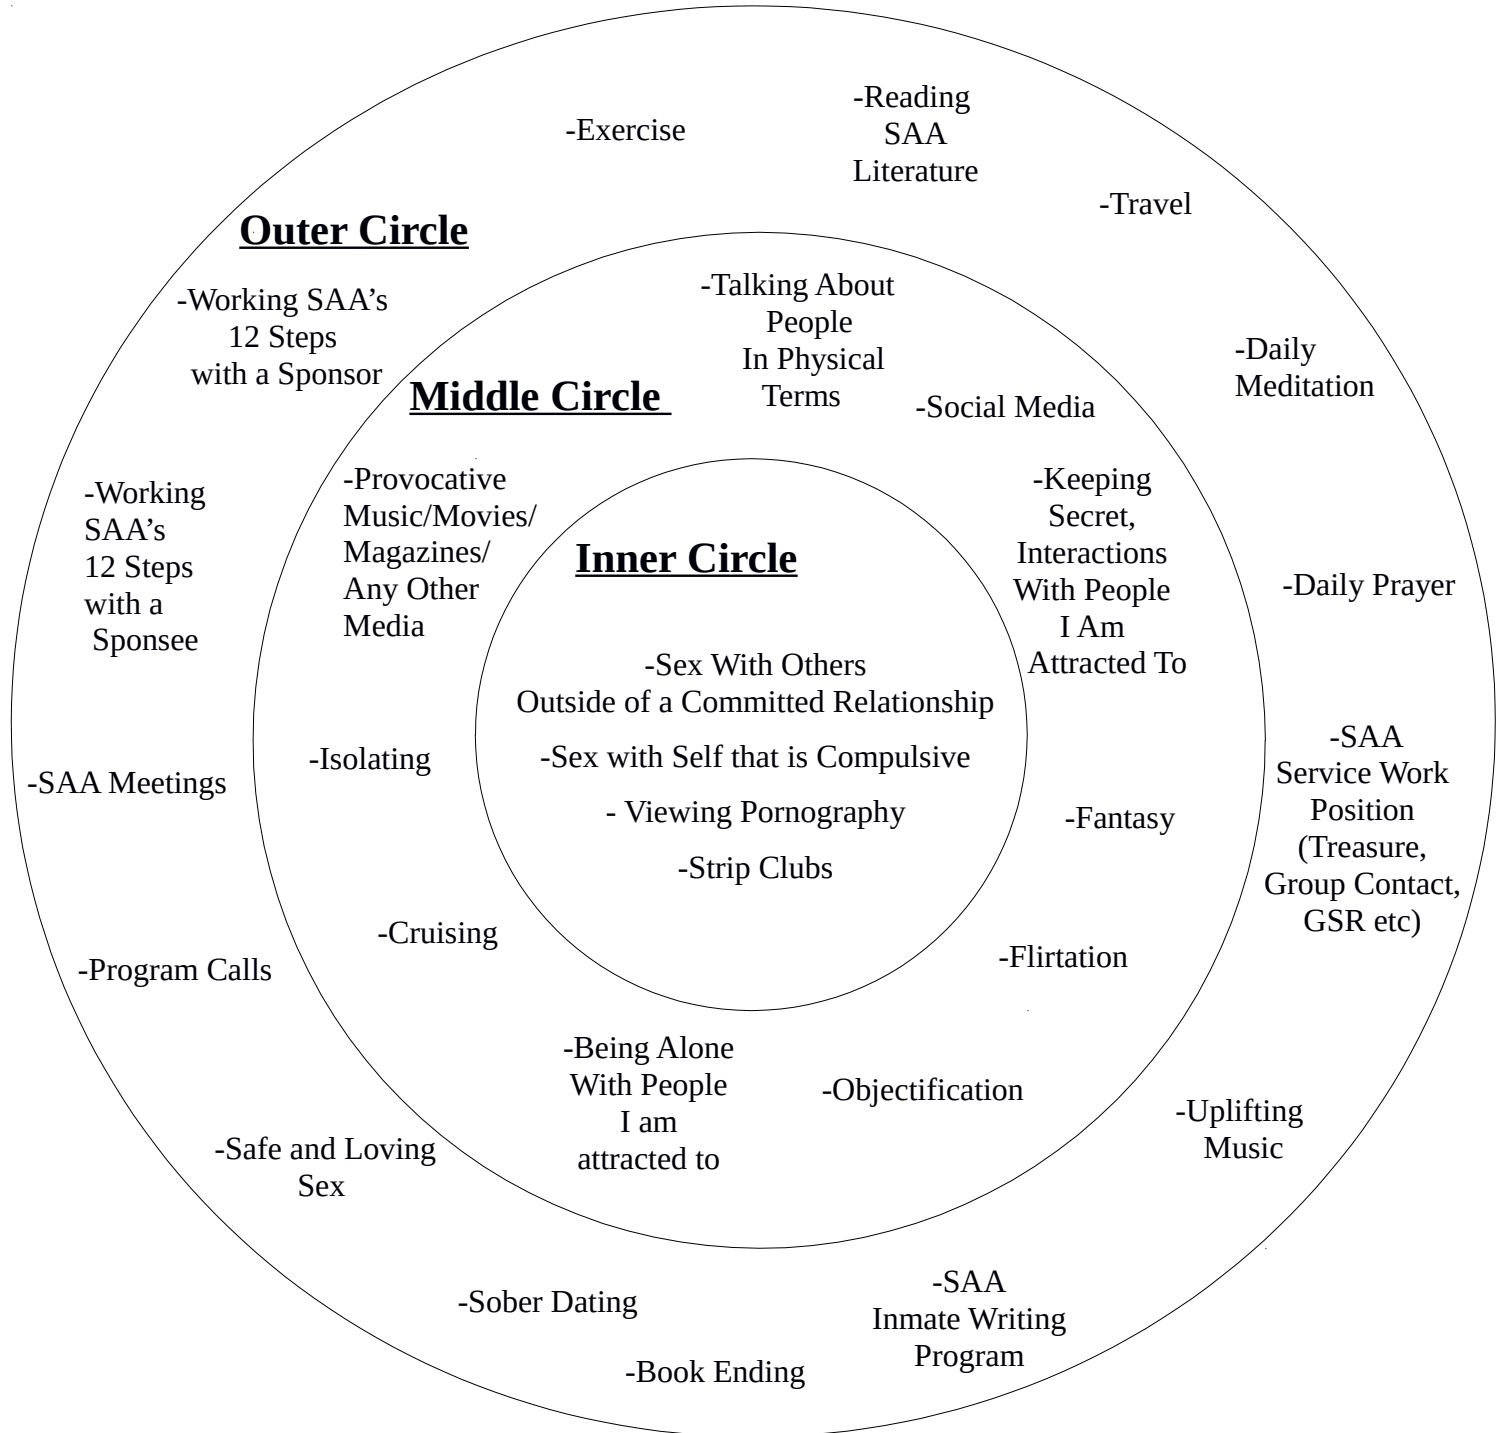 Outer Circle
-Exercise
-Reading
SAA
Literature
-Travel
-Daily
Meditation
-Daily Prayer
-SAA
Service Work
Position
(Treasure,
Group Contact,
GSR etc)
-Uplifting
Music
-SAA
Inmate Writing
Program
-Book Ending
-Sober Dating
-Safe and Loving
Sex
-Program Calls
-SAA Meetings
-Working
SAA’s
12 Steps
with a
Sponsee
-Working SAA’s
12 Steps
with a Sponsor
Middle Circle
-Talking About
People
In Physical
Terms
-Social Media
-Keeping
Secret,
Interactions
With People
I Am
Attracted To
-Fantasy
-Flirtation
-Objectification
-Being Alone
With People
I am
attracted to
-Cruising
-Isolating
-Provocative
Music/Movies/
Magazines/
Any Other
Media
Inner Circle
-Sex With Others
Outside of a Committed Relationship
-Sex with Self that is Compulsive
- Viewing Pornography
-Strip Clubs